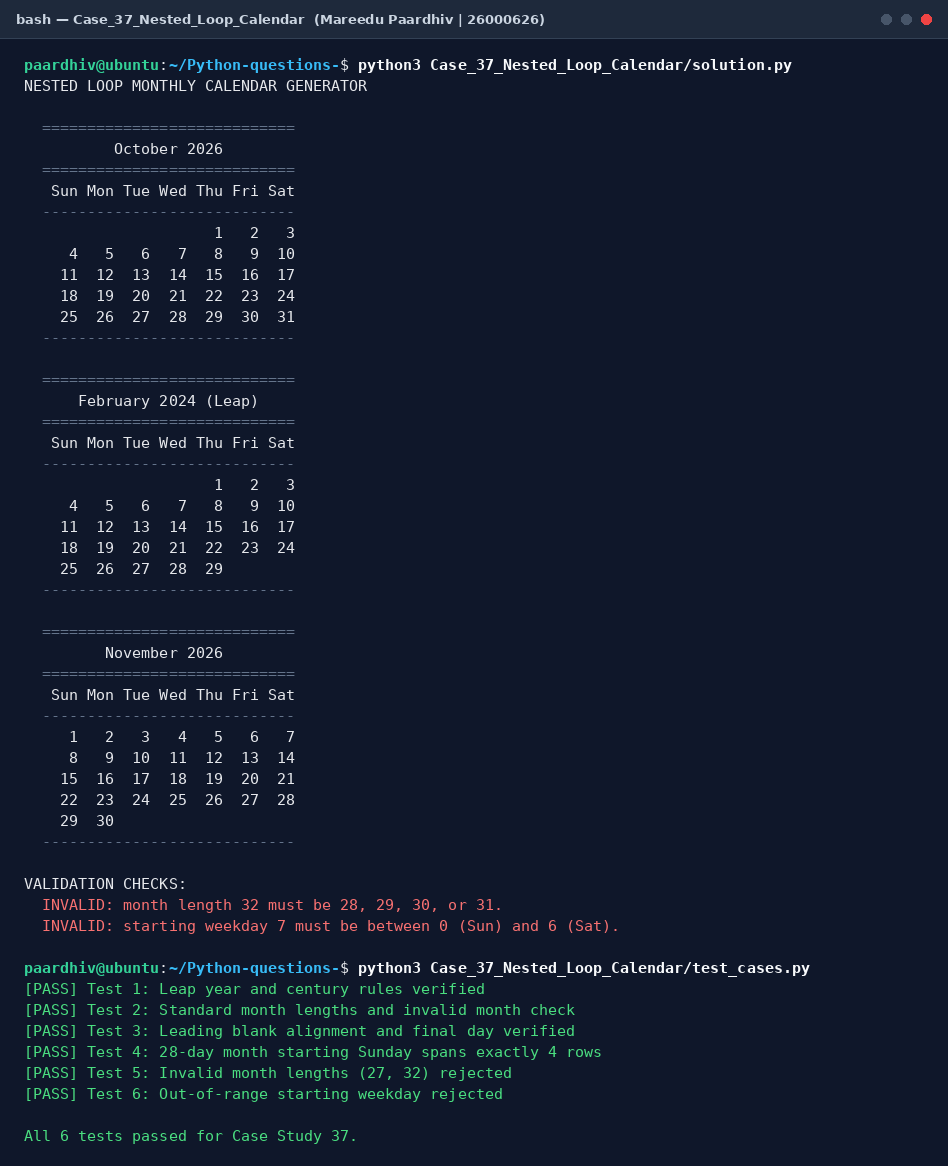 bash — Case_37_Nested_Loop_Calendar  (Mareedu Paardhiv | 26000626)
paardhiv@ubuntu:~/Python-questions-$ python3 Case_37_Nested_Loop_Calendar/solution.py
NESTED LOOP MONTHLY CALENDAR GENERATOR
  ============================
          October 2026
  ============================
   Sun Mon Tue Wed Thu Fri Sat
  ----------------------------
                     1   2   3
     4   5   6   7   8   9  10
    11  12  13  14  15  16  17
    18  19  20  21  22  23  24
    25  26  27  28  29  30  31
  ----------------------------
  ============================
      February 2024 (Leap)
  ============================
   Sun Mon Tue Wed Thu Fri Sat
  ----------------------------
                     1   2   3
     4   5   6   7   8   9  10
    11  12  13  14  15  16  17
    18  19  20  21  22  23  24
    25  26  27  28  29
  ----------------------------
  ============================
         November 2026
  ============================
   Sun Mon Tue Wed Thu Fri Sat
  ----------------------------
     1   2   3   4   5   6   7
     8   9  10  11  12  13  14
    15  16  17  18  19  20  21
    22  23  24  25  26  27  28
    29  30
  ----------------------------
VALIDATION CHECKS:
  INVALID: month length 32 must be 28, 29, 30, or 31.
  INVALID: starting weekday 7 must be between 0 (Sun) and 6 (Sat).
paardhiv@ubuntu:~/Python-questions-$ python3 Case_37_Nested_Loop_Calendar/test_cases.py
[PASS] Test 1: Leap year and century rules verified
[PASS] Test 2: Standard month lengths and invalid month check
[PASS] Test 3: Leading blank alignment and final day verified
[PASS] Test 4: 28-day month starting Sunday spans exactly 4 rows
[PASS] Test 5: Invalid month lengths (27, 32) rejected
[PASS] Test 6: Out-of-range starting weekday rejected
All 6 tests passed for Case Study 37.